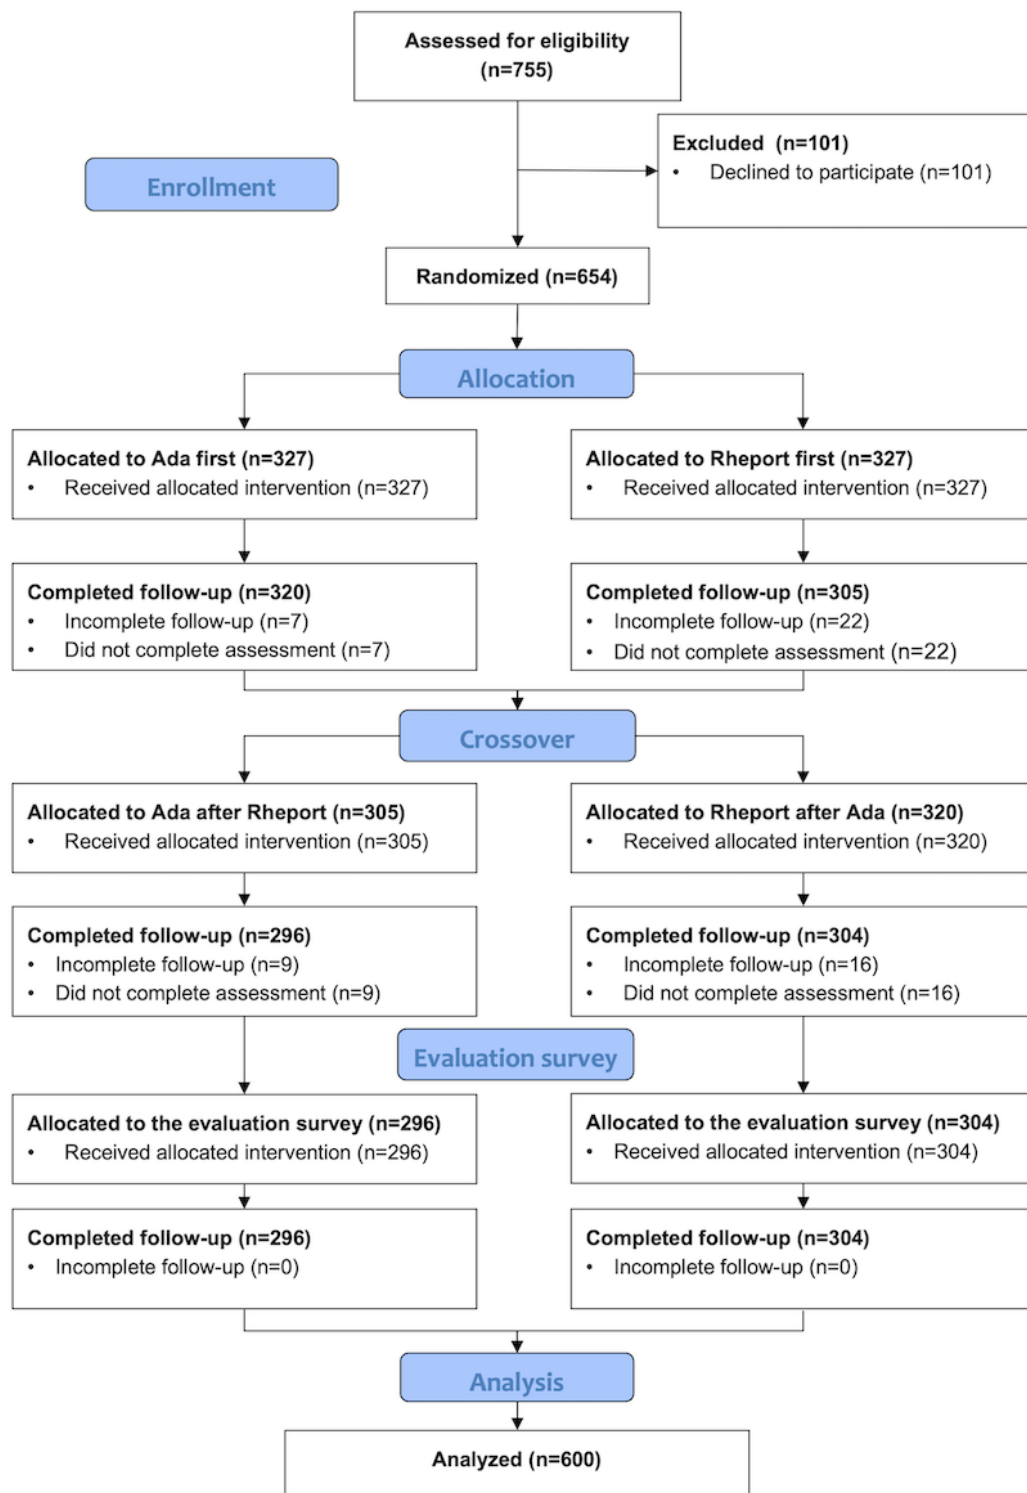 Assessed for eligibility
(n=755)
Excluded (n=101)
• Declined to participate (n=101)
Enrollment
Randomized (n=654)
Allocation
Allocated to Ada first (n=327)
• Received allocated intervention (n=327)
Allocated to Rheport first (n=327)
• Received allocated intervention (n=327)
Completed follow-up (n=320)
• Incomplete follow-up (n=7)
• Did not complete assessment (n=7)
Completed follow-up (n=305)
• Incomplete follow-up (n=22)
• Did not complete assessment (n=22)
Crossover
Allocated to Ada after Rheport (n=305)
• Received allocated intervention (n=305)
Allocated to Rheport after Ada (n=320)
• Received allocated intervention (n=320)
Completed follow-up (n=296)
• Incomplete follow-up (n=9)
• Did not complete assessment (n=9)
Completed follow-up (n=304)
• Incomplete follow-up (n=16)
• Did not complete assessment (n=16)
Evaluation survey
Allocated to the evaluation survey (n=296)
• Received allocated intervention (n=296)
Allocated to the evaluation survey (n=304)
• Received allocated intervention (n=304)
Completed follow-up (n=296)
• Incomplete follow-up (n=0)
Completed follow-up (n=304)
• Incomplete follow-up (n=0)
Analysis
Analyzed (n=600)